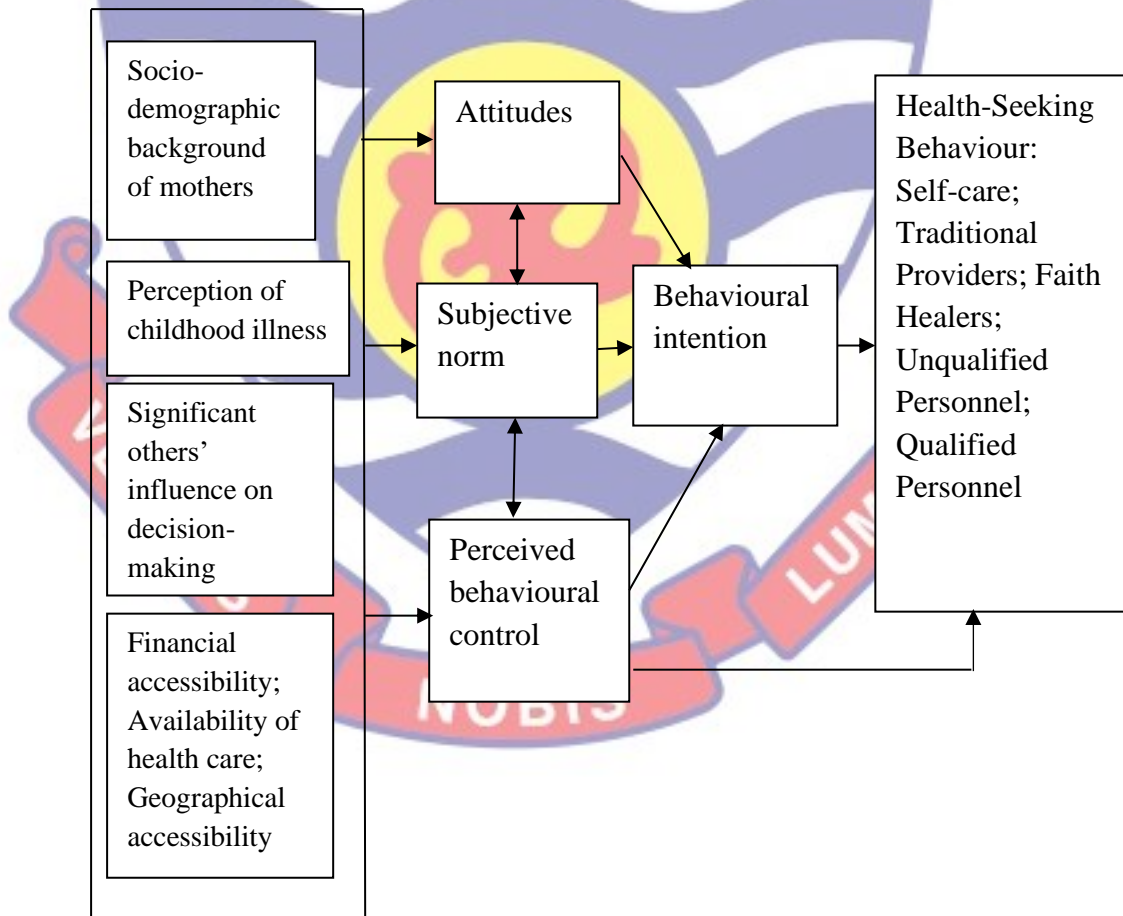 Socio-
demographic
background
of mothers
Perception of
childhood illness
Significant
others’
influence on
decision-
making
Financial
accessibility;
Availability of
health care;
Geographical
accessibility
Attitudes
Subjective
norm
Perceived
behavioural
control
Behavioural
intention
Health-Seeking
Behaviour:
Self-care;
Traditional
Providers; Faith
Healers;
Unqualified
Personnel;
Qualified
Personnel
NOBIS